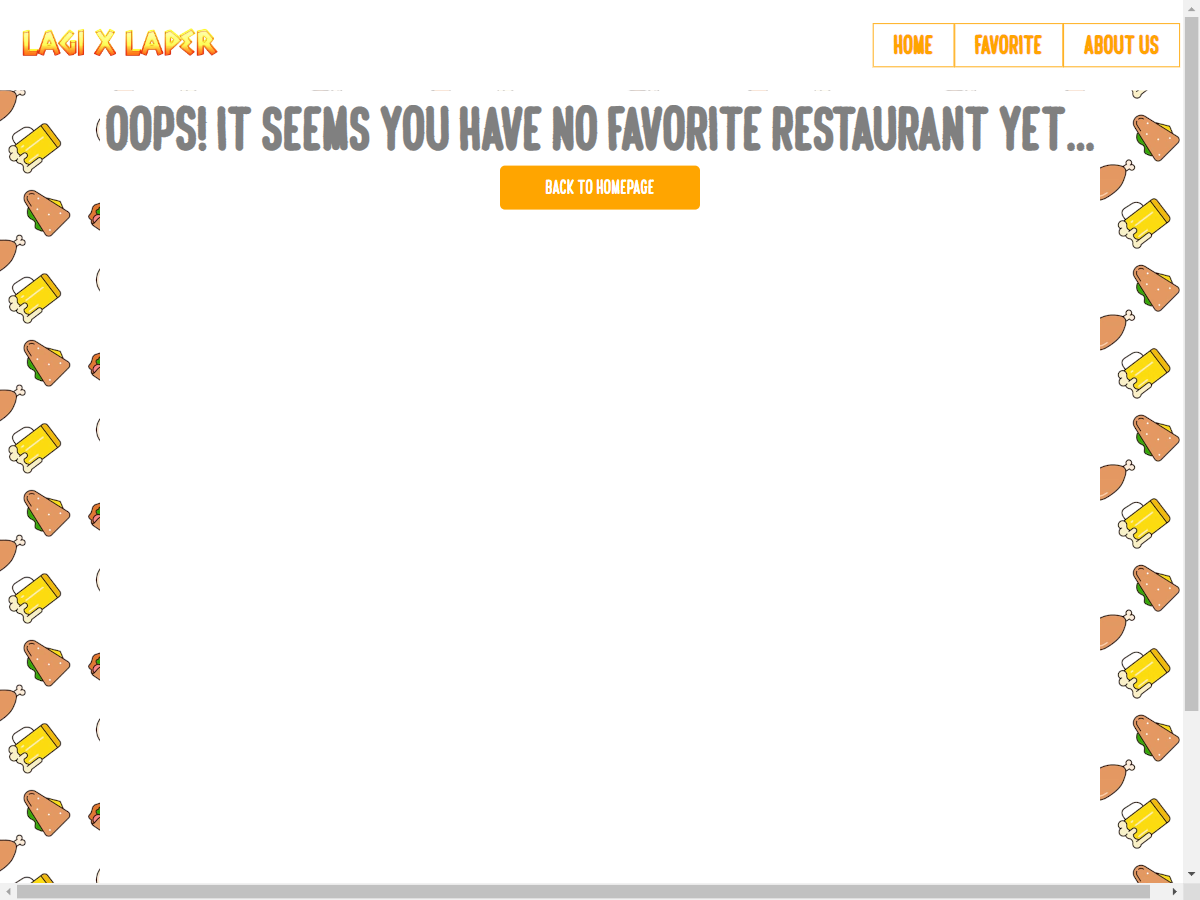 LAGI X LAPER
HOME
FAVORITE
ABOUT US
OOPS! IT SEEMS YOU HAVE NO FAVORITE RESTAURANT YET...
BACK TO HOMEPAGE